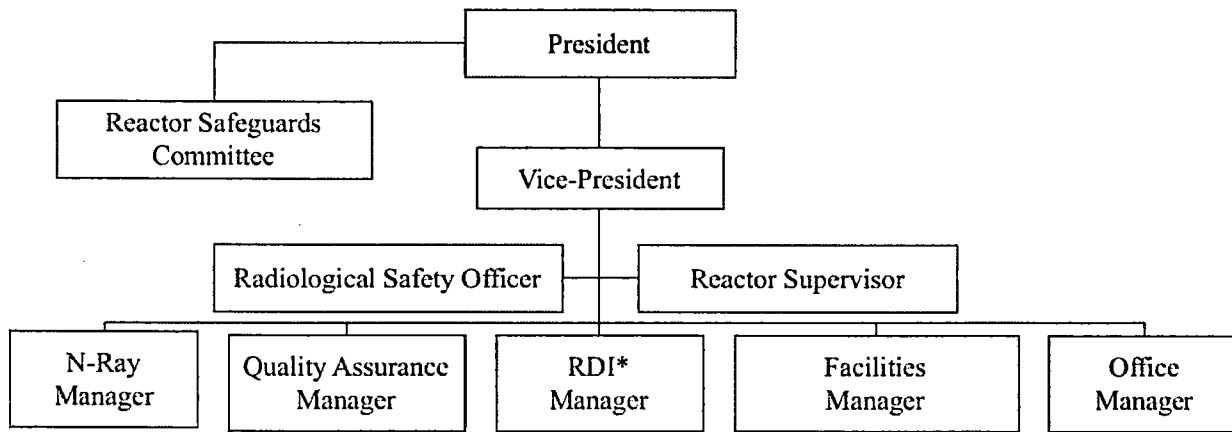 President
Reactor Safeguards
Committee
Vice-President
Radiological Safety Officer
Reactor Supervisor
N-Ray
Manager
Quality Assurance
Manager
RDI*
Manager
Facilities
Manager
Office
Manager